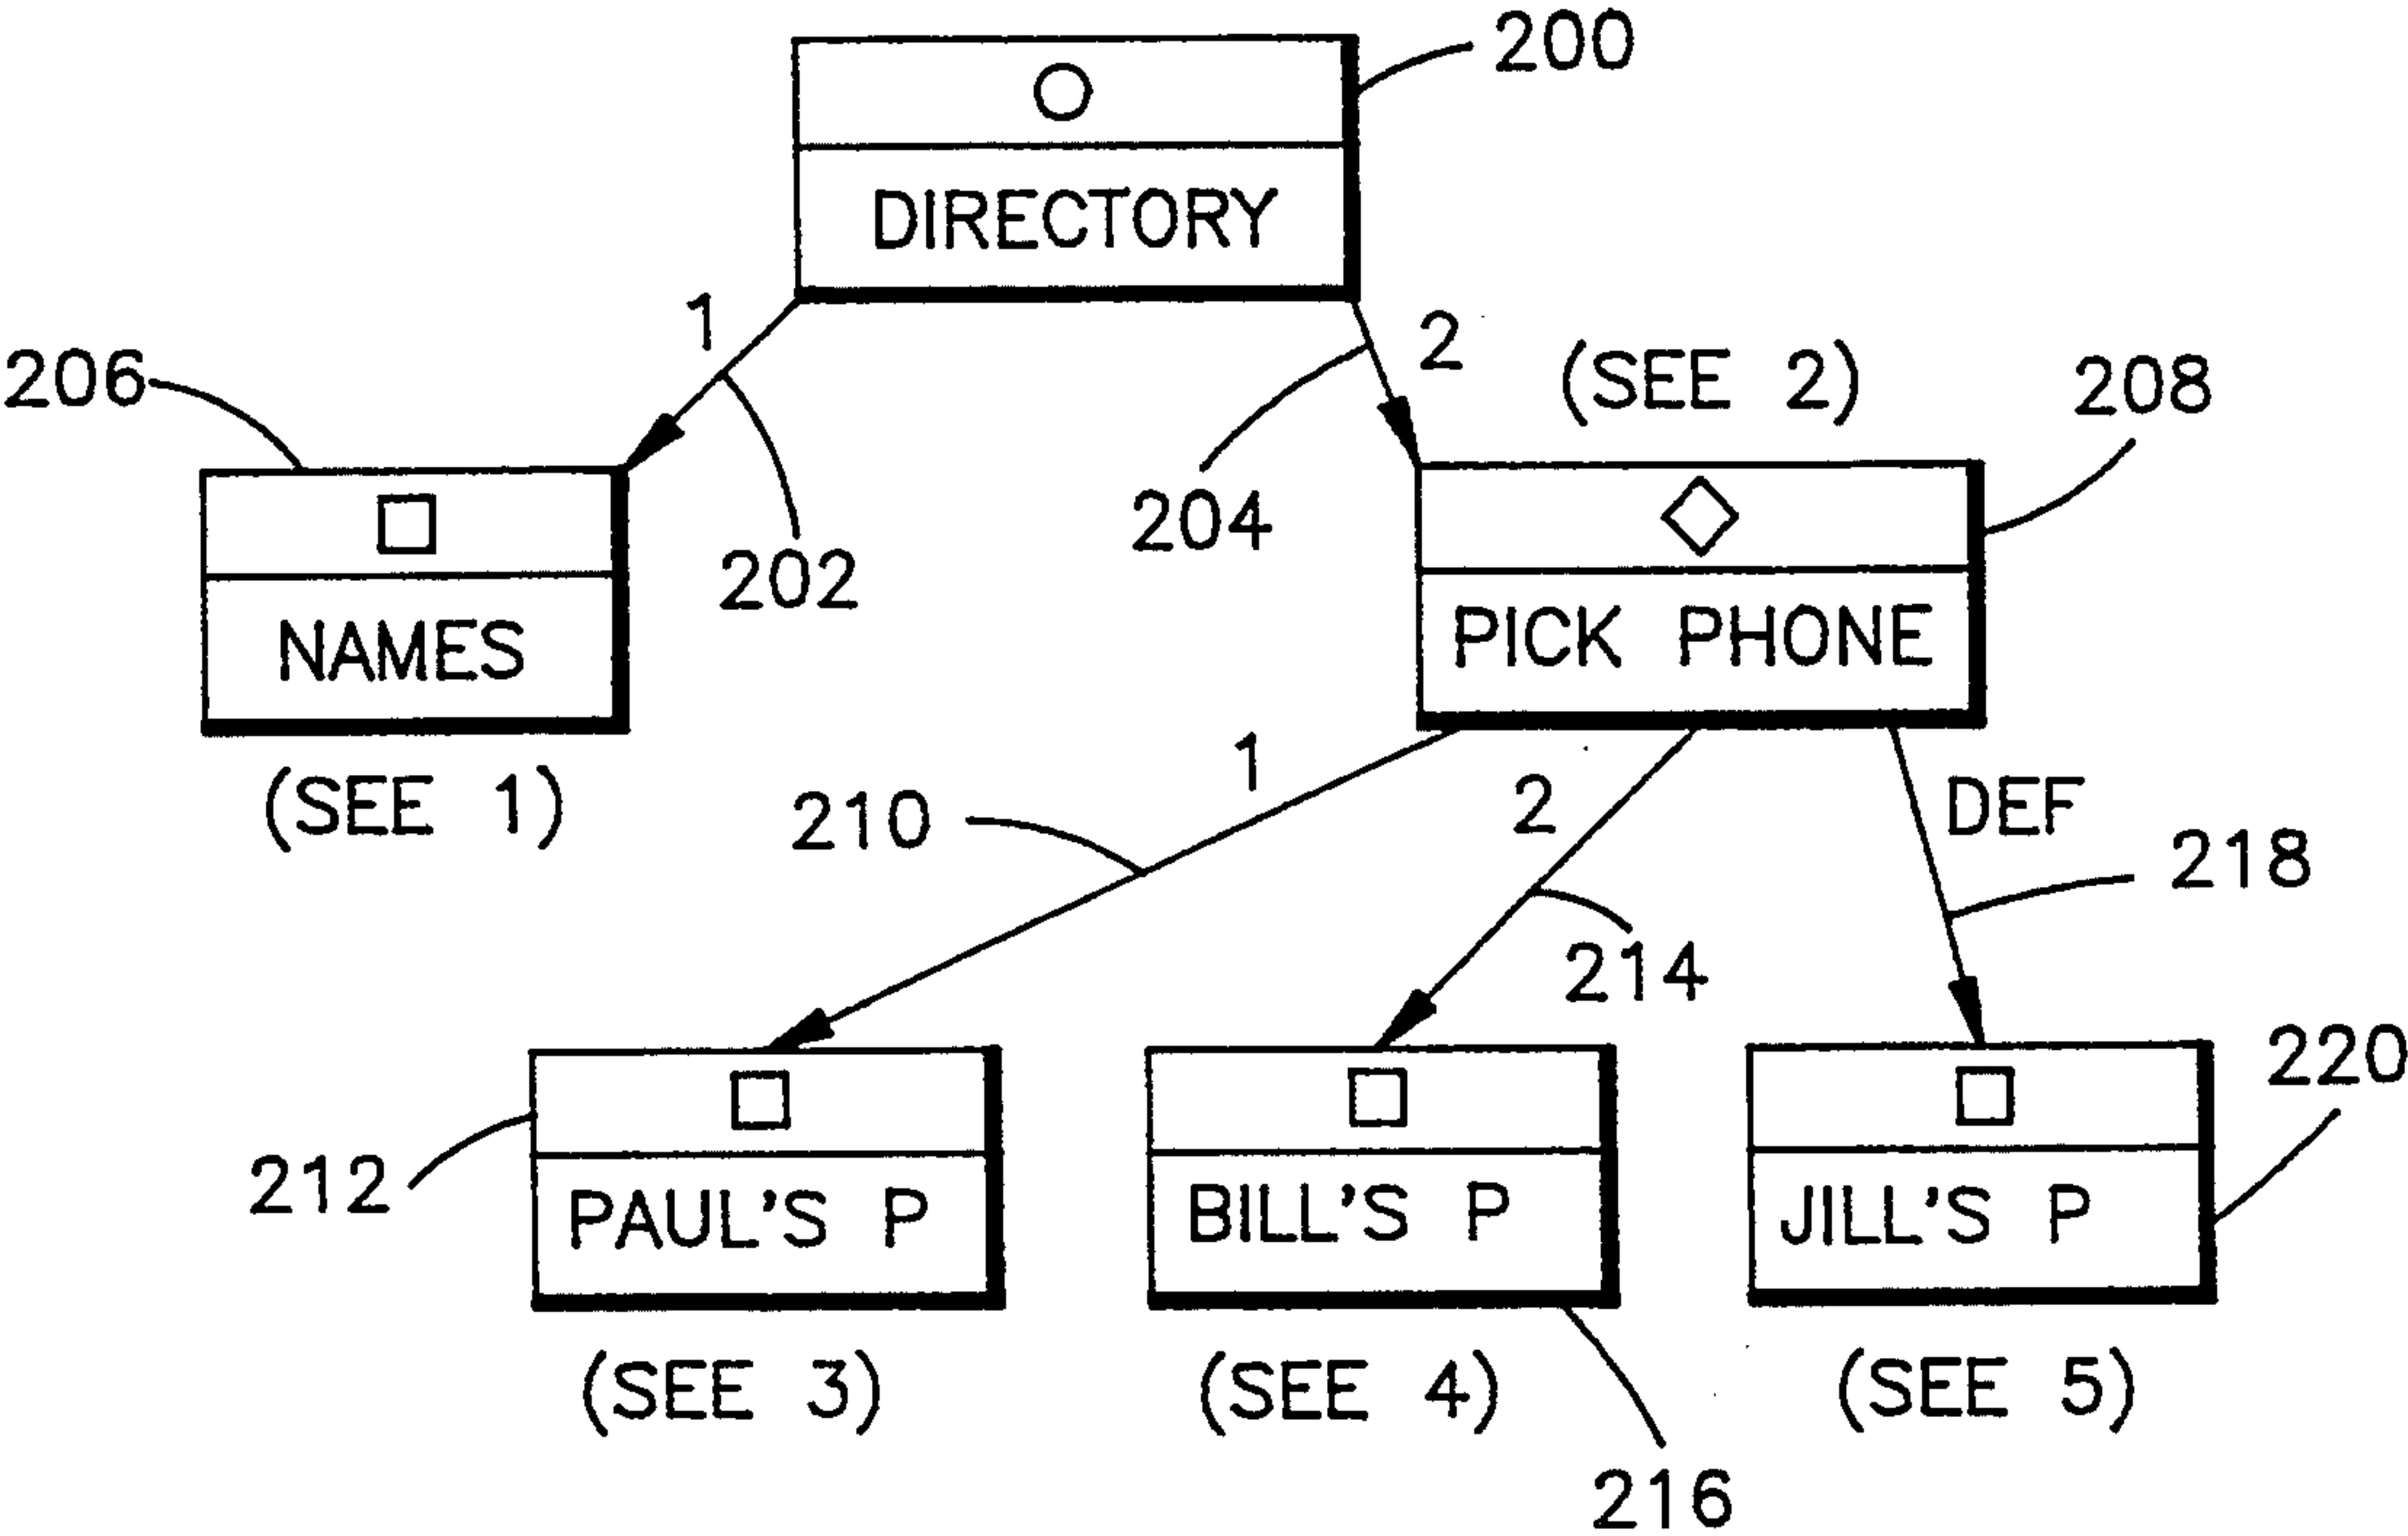 200
DIRECTORY
1
2
(SEE 2)
206
208
204
202
NAMES
PICK PHONE
(SEE 1)
1
210
2
DEF
218
214
220
212
PAUL'S P
BILL'S P
JILL'S P
(SEE 3)
(SEE 4)
(SEE 5)
216